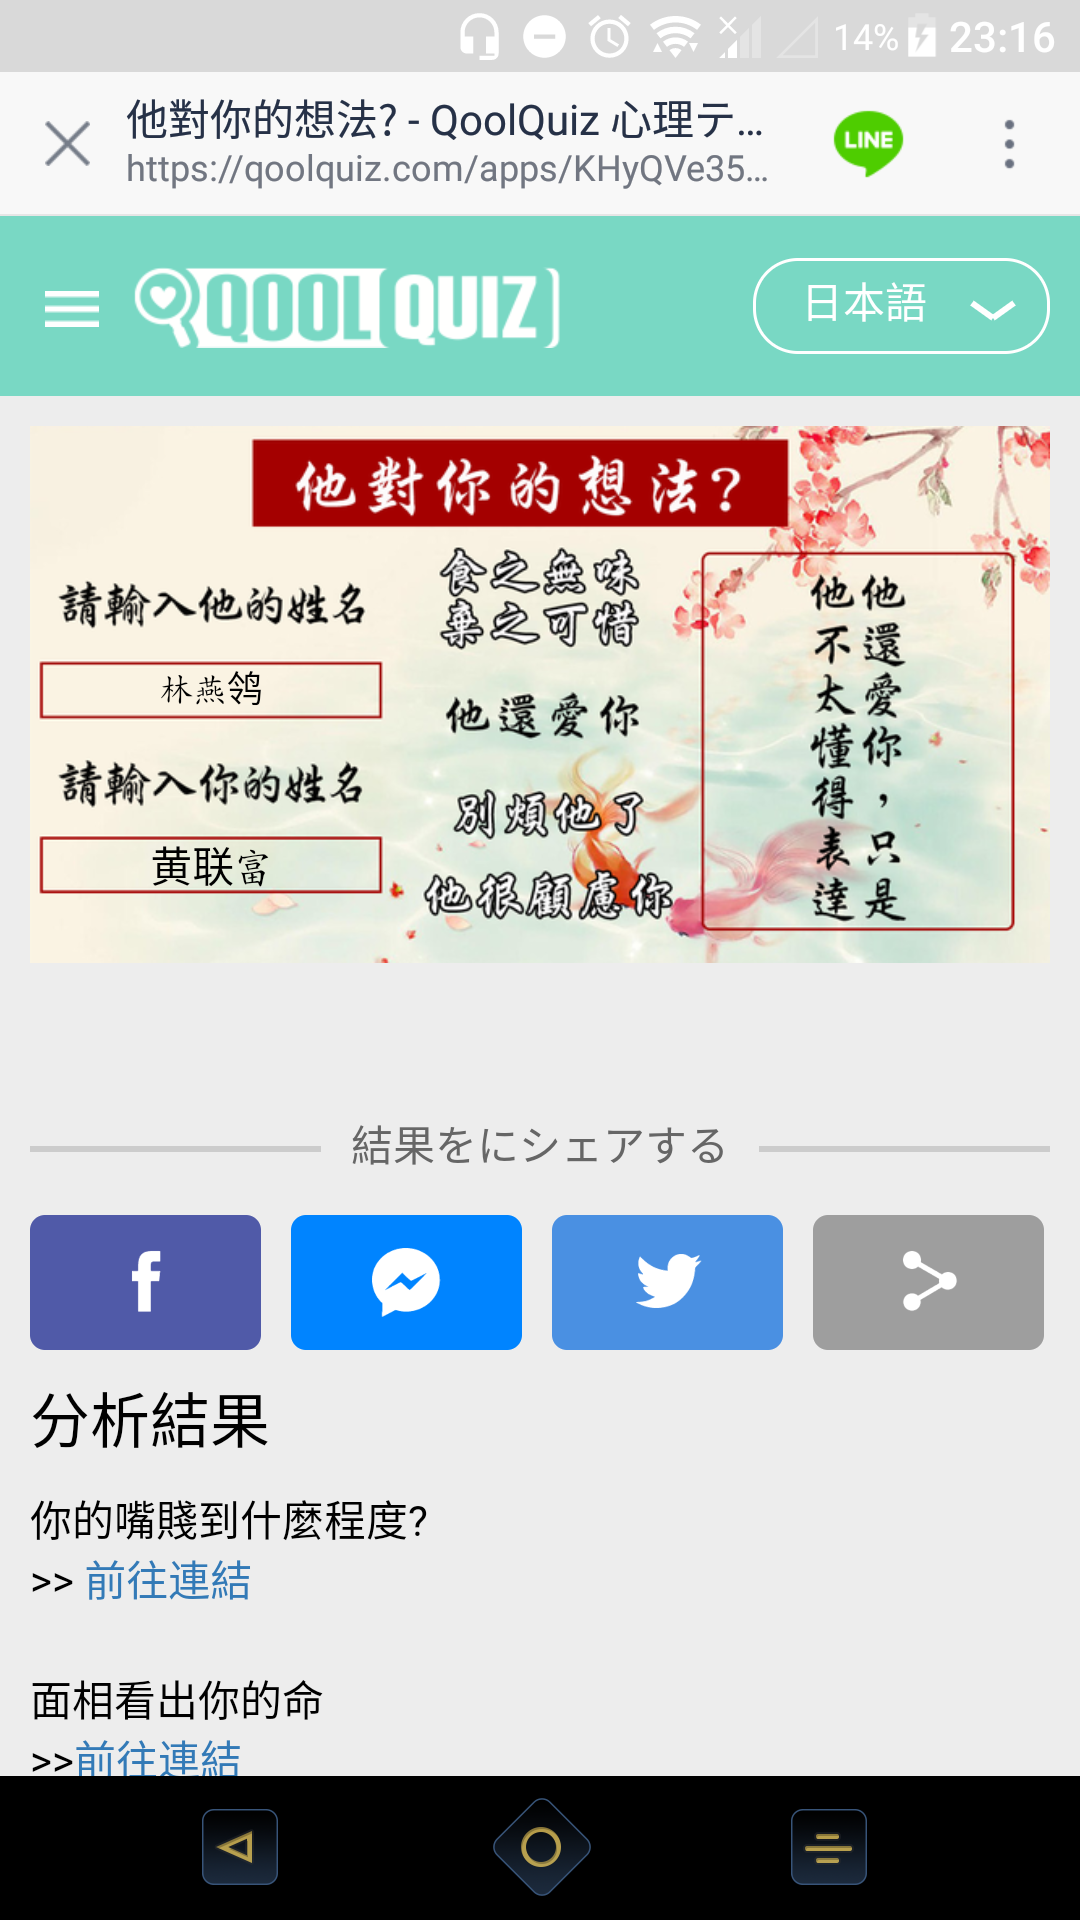 14% 23:16
他對你的想法? - QoolQuiz 心理テ...
https://qoolquiz.com/apps/KHyQVe35...
LINE
QOOL QUIZ
日本語
他對你的想法?
請輸入他的姓名
林燕鸰
請輸入你的姓名
黄联富
食之無味
棄之可惜
他還愛你
別煩他了
他很顧慮你
他還愛你，只是
他不太懂得表達
結果をにシェアする
分析結果
你的嘴賤到什麼程度?
>> 前往連結
面相看出你的命
>>前往連結